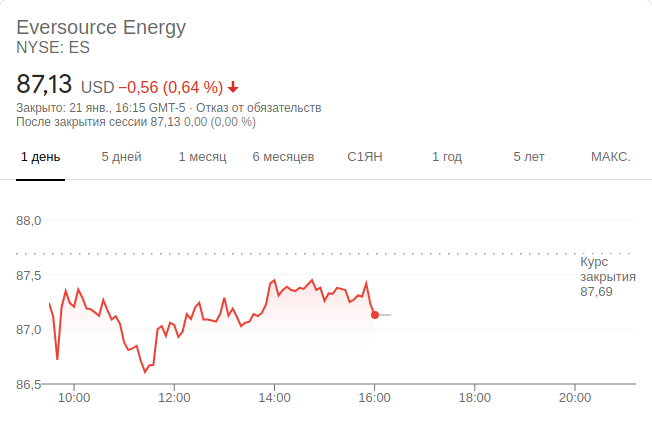 Eversource Energy
NYSE: ES
87,13 USD −0,56 (0,64 %)
Закрыто: 21 янв., 16:15 GMT-5 · Отказ от обязательств
После закрытия сессии 87,13 0,00 (0,00 %)
1 день 5 дней 1 месяц 6 месяцев С1ЯН 1 год 5 лет МАКС.
88,0
Курс
закрытия
87,69
87,5
87,0
86,5
10:00 12:00 14:00 16:00 18:00 20:00